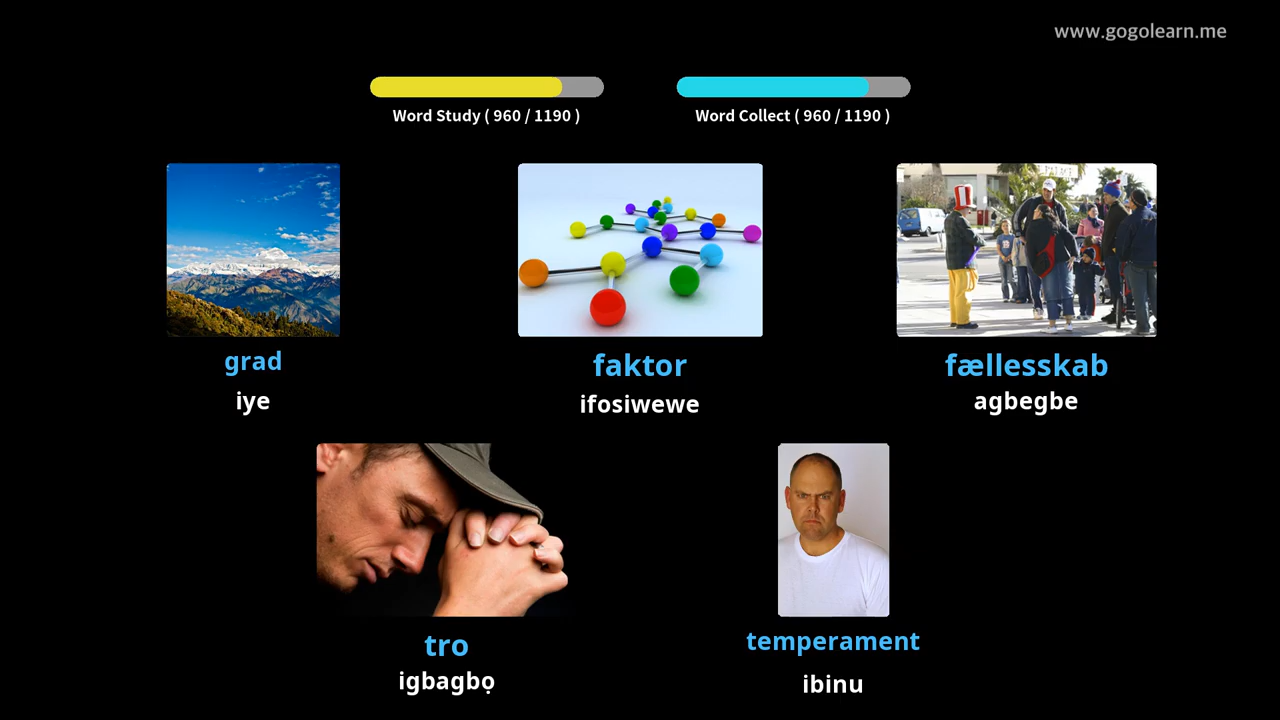 www.gogolearn.me
Word Study ( 960 / 1190 )
Word Collect ( 960 / 1190 )
grad
iye
faktor
ifosiwewe
fællesskab
agbegbe
tro
igbagbọ
temperament
ibinu